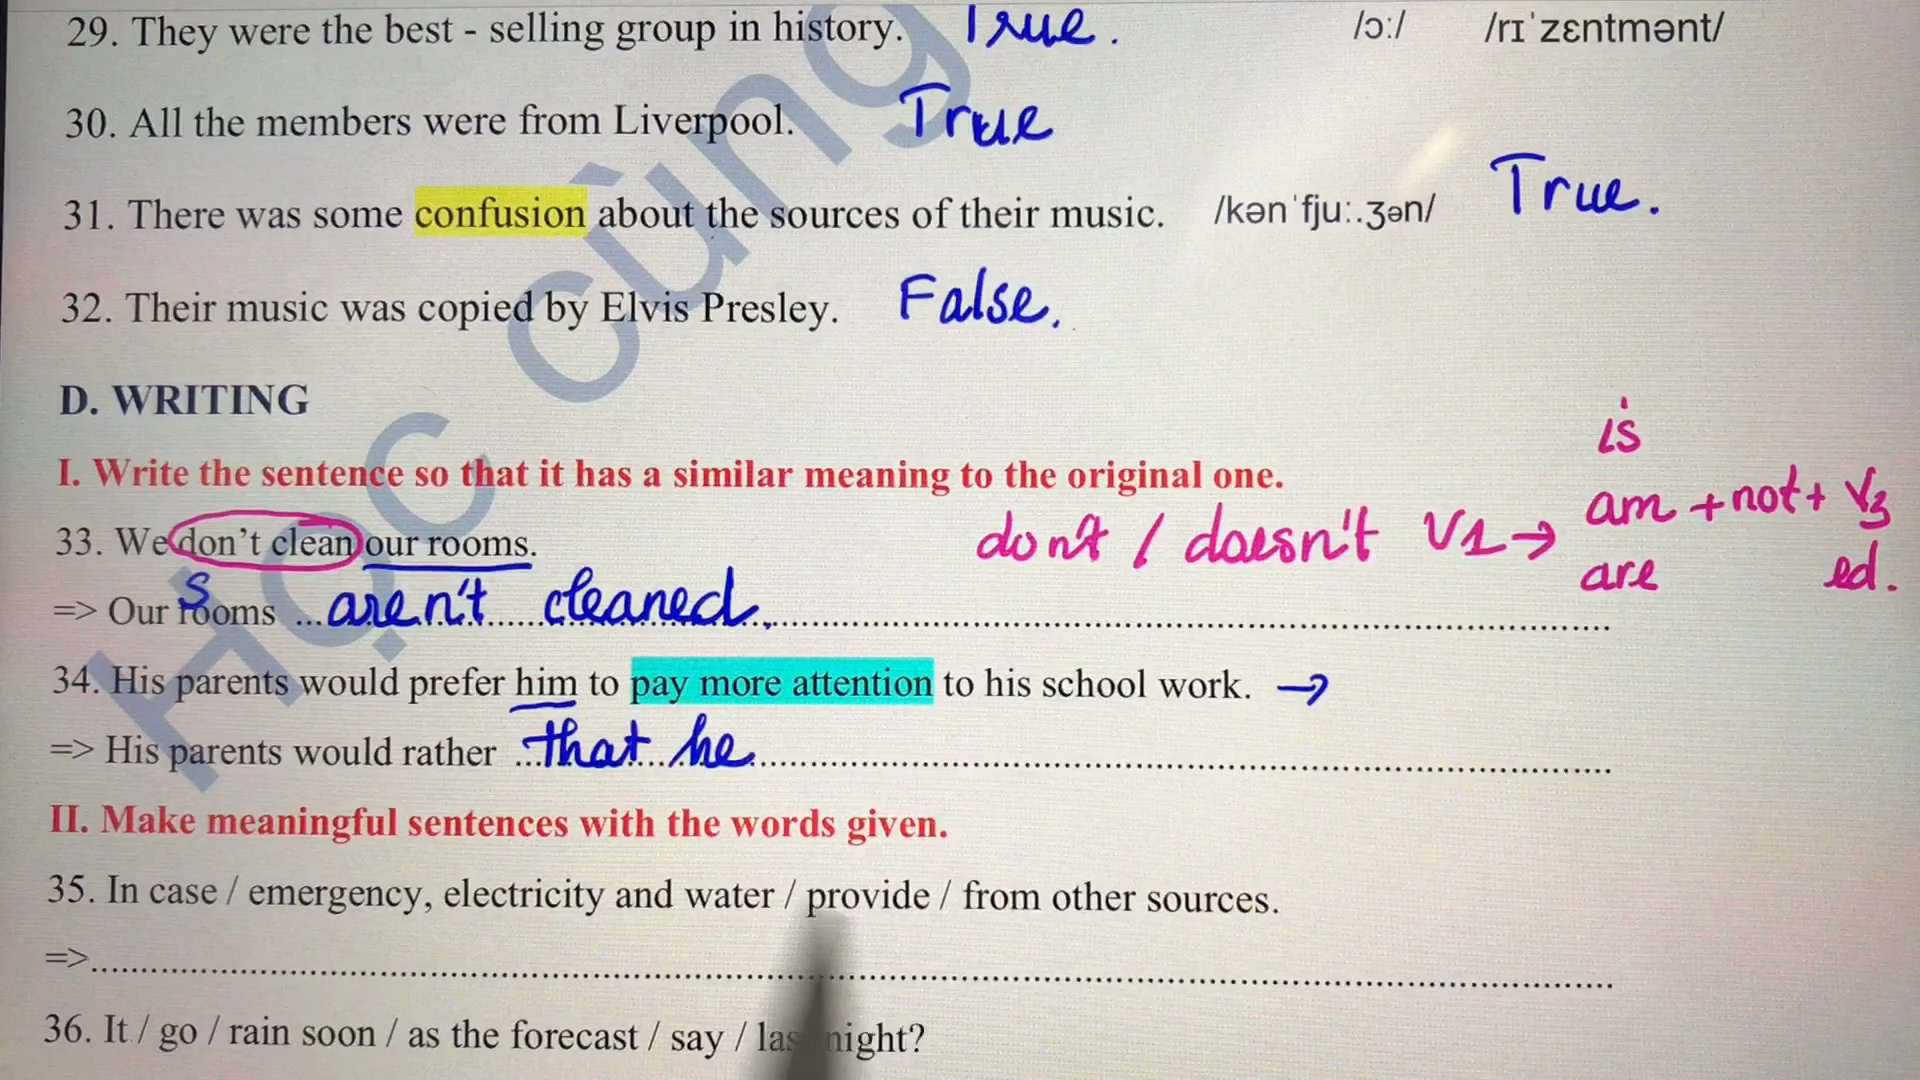 29. They were the best - selling group in history. True. /ɔː/ /rɪˈzɛntmənt/
30. All the members were from Liverpool. True
31. There was some confusion about the sources of their music. /kənˈfjuː.ʒən/ True.
32. Their music was copied by Elvis Presley. False.
D. WRITING
I. Write the sentence so that it has a similar meaning to the original one.
is
am + not + V3
are ed.
33. We don't clean our rooms. don't / doesn't V1 →
S
=> Our rooms ...aren't cleaned.
34. His parents would prefer him to pay more attention to his school work. →
=> His parents would rather ...that he
II. Make meaningful sentences with the words given.
35. In case / emergency, electricity and water / provide / from other sources.
=>
36. It / go / rain soon / as the forecast / say / night?
Học cùng